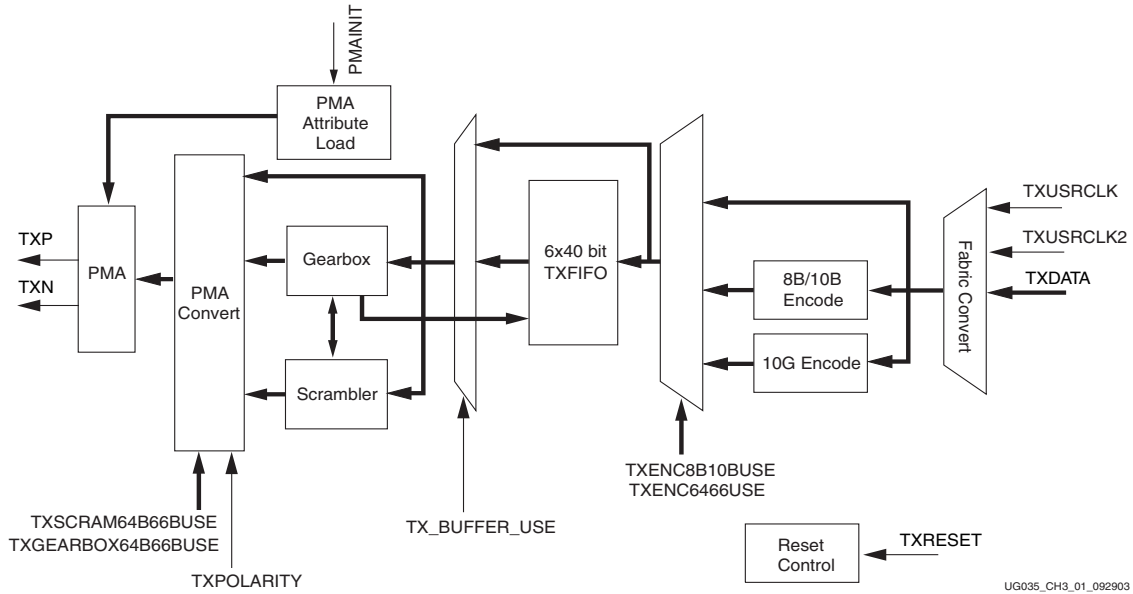 PMAINIT
PMA
Attribute
Load
TXP
TXN
PMA
PMA
Convert
Gearbox
Scrambler
6x40 bit
TXFIFO
8B/10B
Encode
10G Encode
Fabric Convert
TXUSRCLK
TXUSRCLK2
TXDATA
TXSCRAM64B66BUSE
TXGEARBOX64B66BUSE
TXPOLARITY
TX_BUFFER_USE
TXENC8B10BUSE
TXENC6466USE
Reset
Control
TXRESET
UG035_CH3_01_092903